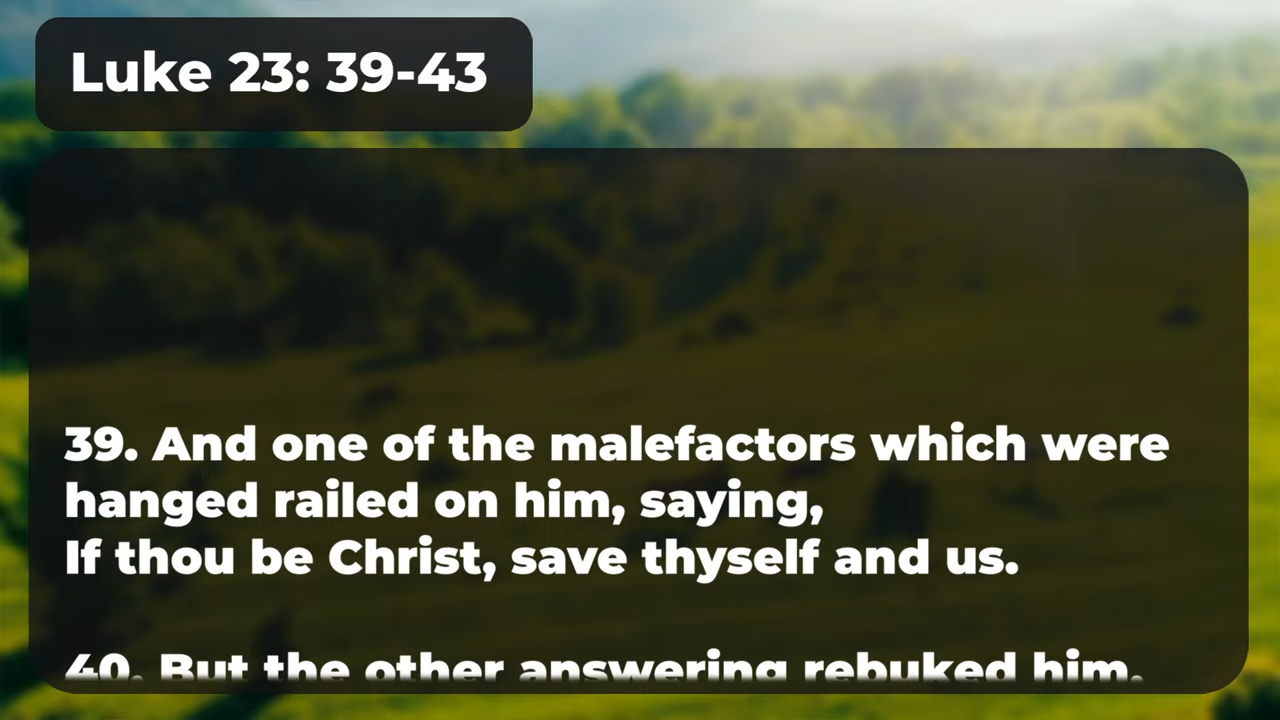 Luke 23: 39-43
39. And one of the malefactors which were
hanged railed on him, saying,
If thou be Christ, save thyself and us.
40. But the other answering rebuked him,